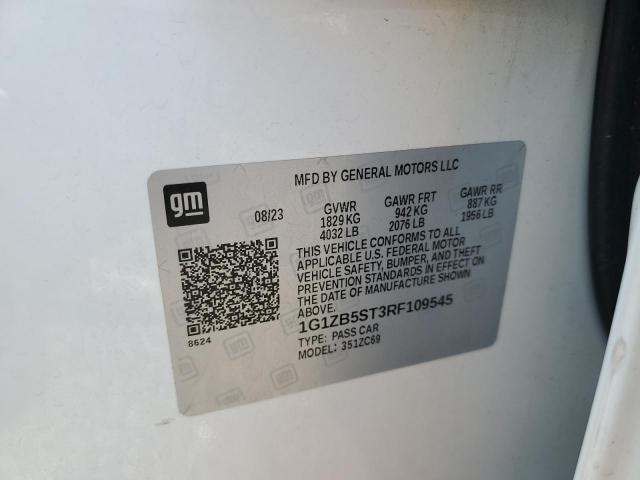 MFD BY GENERAL MOTORS LLC
gm
08/23
GVWR GAWR FRT GAWR RR
1829 KG 942 KG 887 KG
4032 LB 2076 LB 1956 LB
THIS VEHICLE CONFORMS TO ALL
APPLICABLE U.S. FEDERAL MOTOR
VEHICLE SAFETY, BUMPER, AND THEFT
PREVENTION STANDARDS IN EFFECT ON
THE DATE OF MANUFACTURE SHOWN
ABOVE.
1G1ZB5ST3RF109545
8624
TYPE: PASS CAR
MODEL: 351ZC69